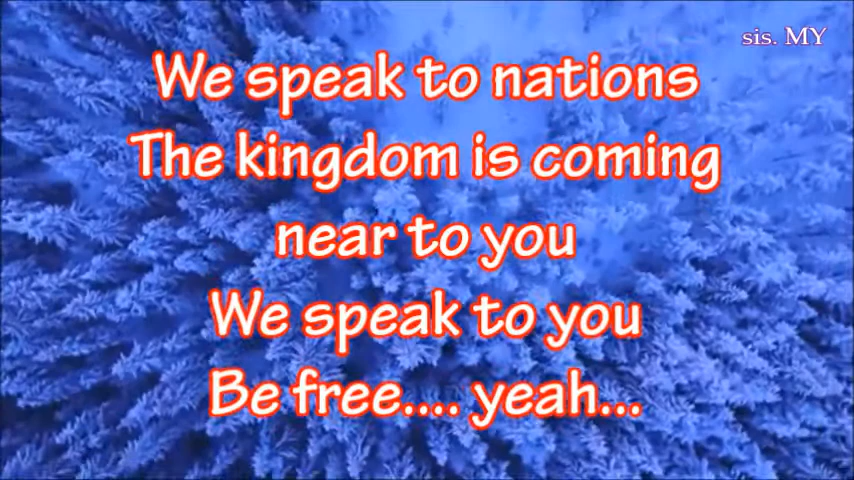 sis. MY
We speak to nations
The kingdom is coming
near to you
We speak to you
Be free.... yeah...